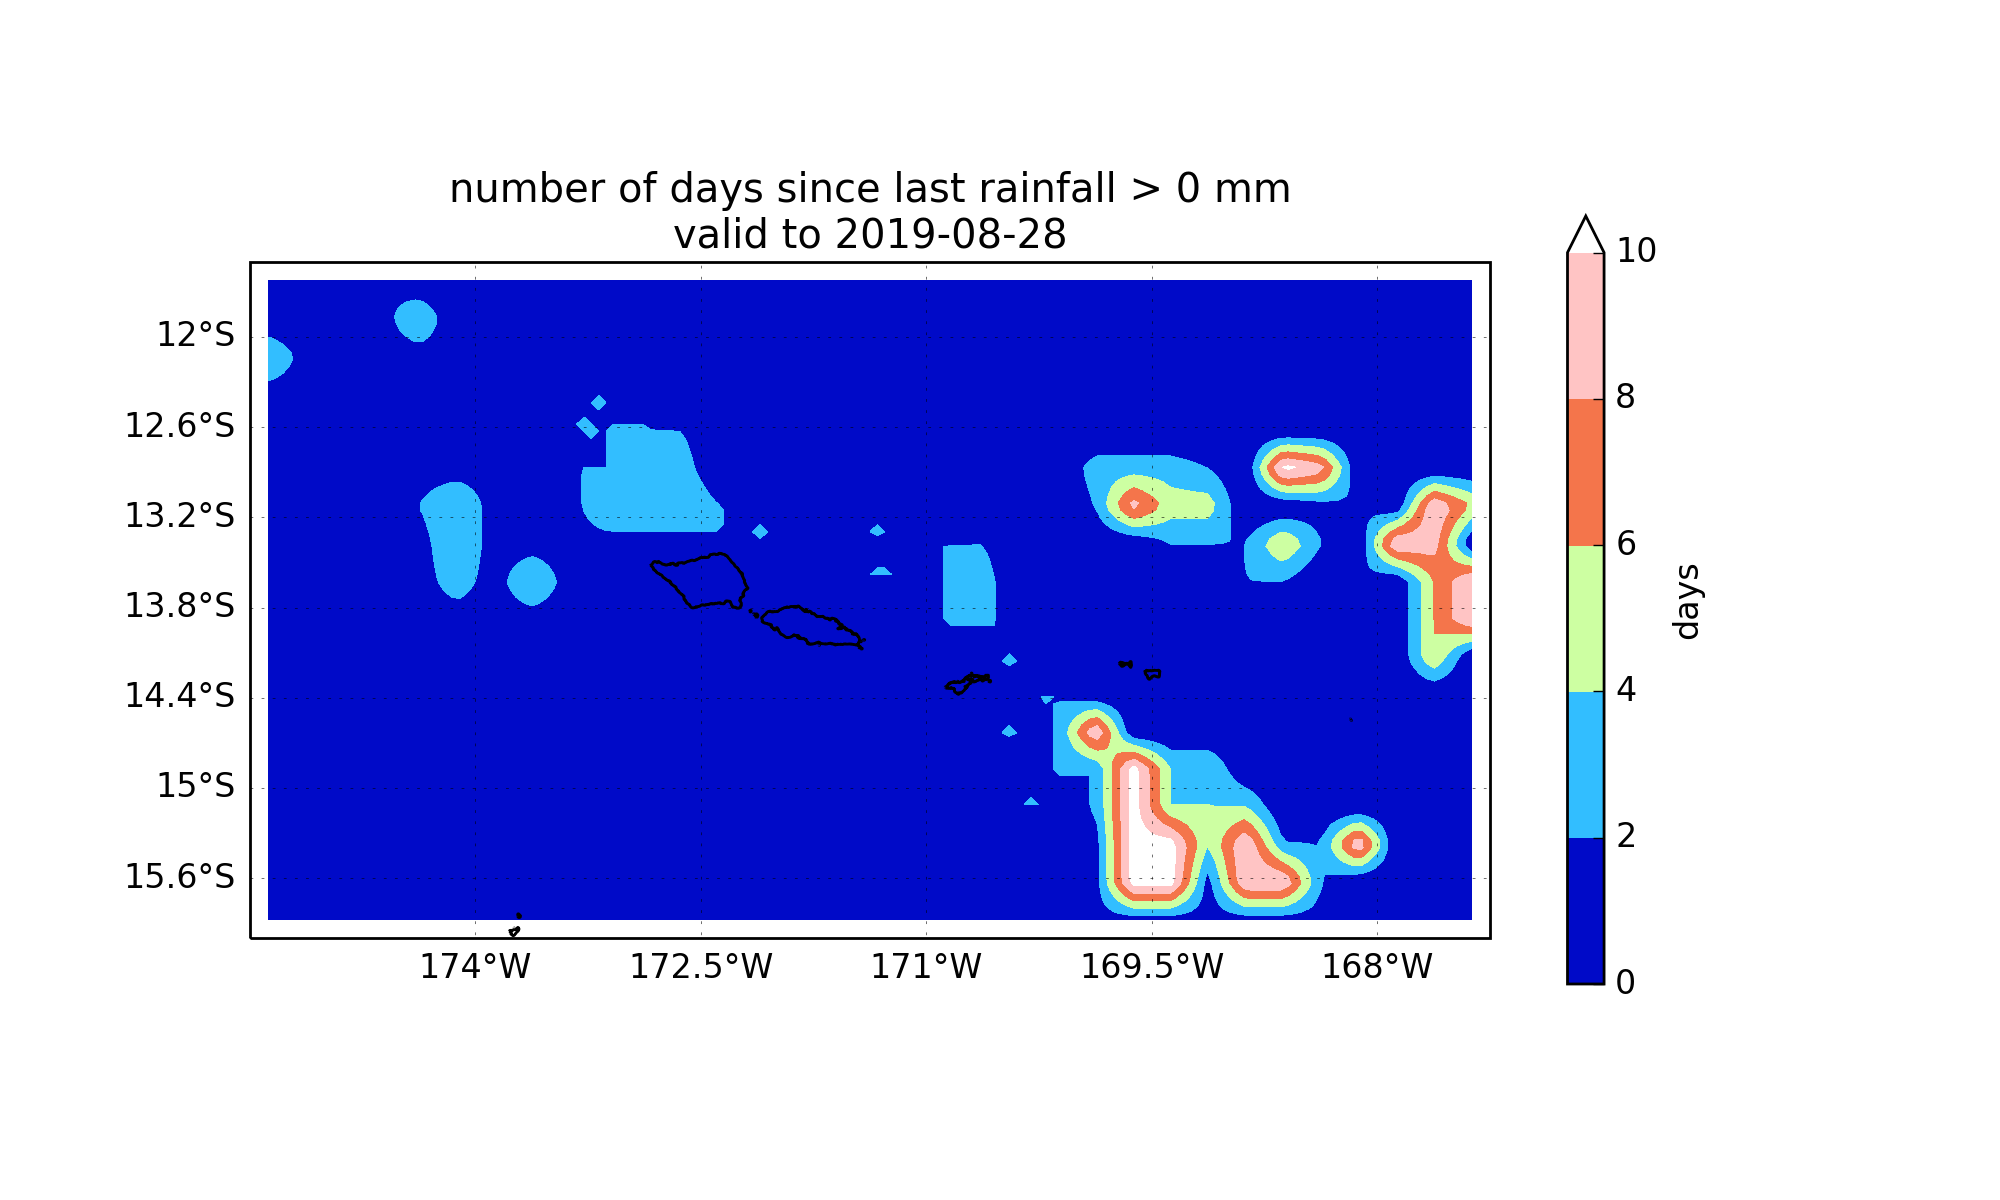 number of days since last rainfall > 0 mm
valid to 2019-08-28
12°S
12.6°S
13.2°S
13.8°S
14.4°S
15°S
15.6°S
174°W
172.5°W
171°W
169.5°W
168°W
10
8
6
4
2
0
days